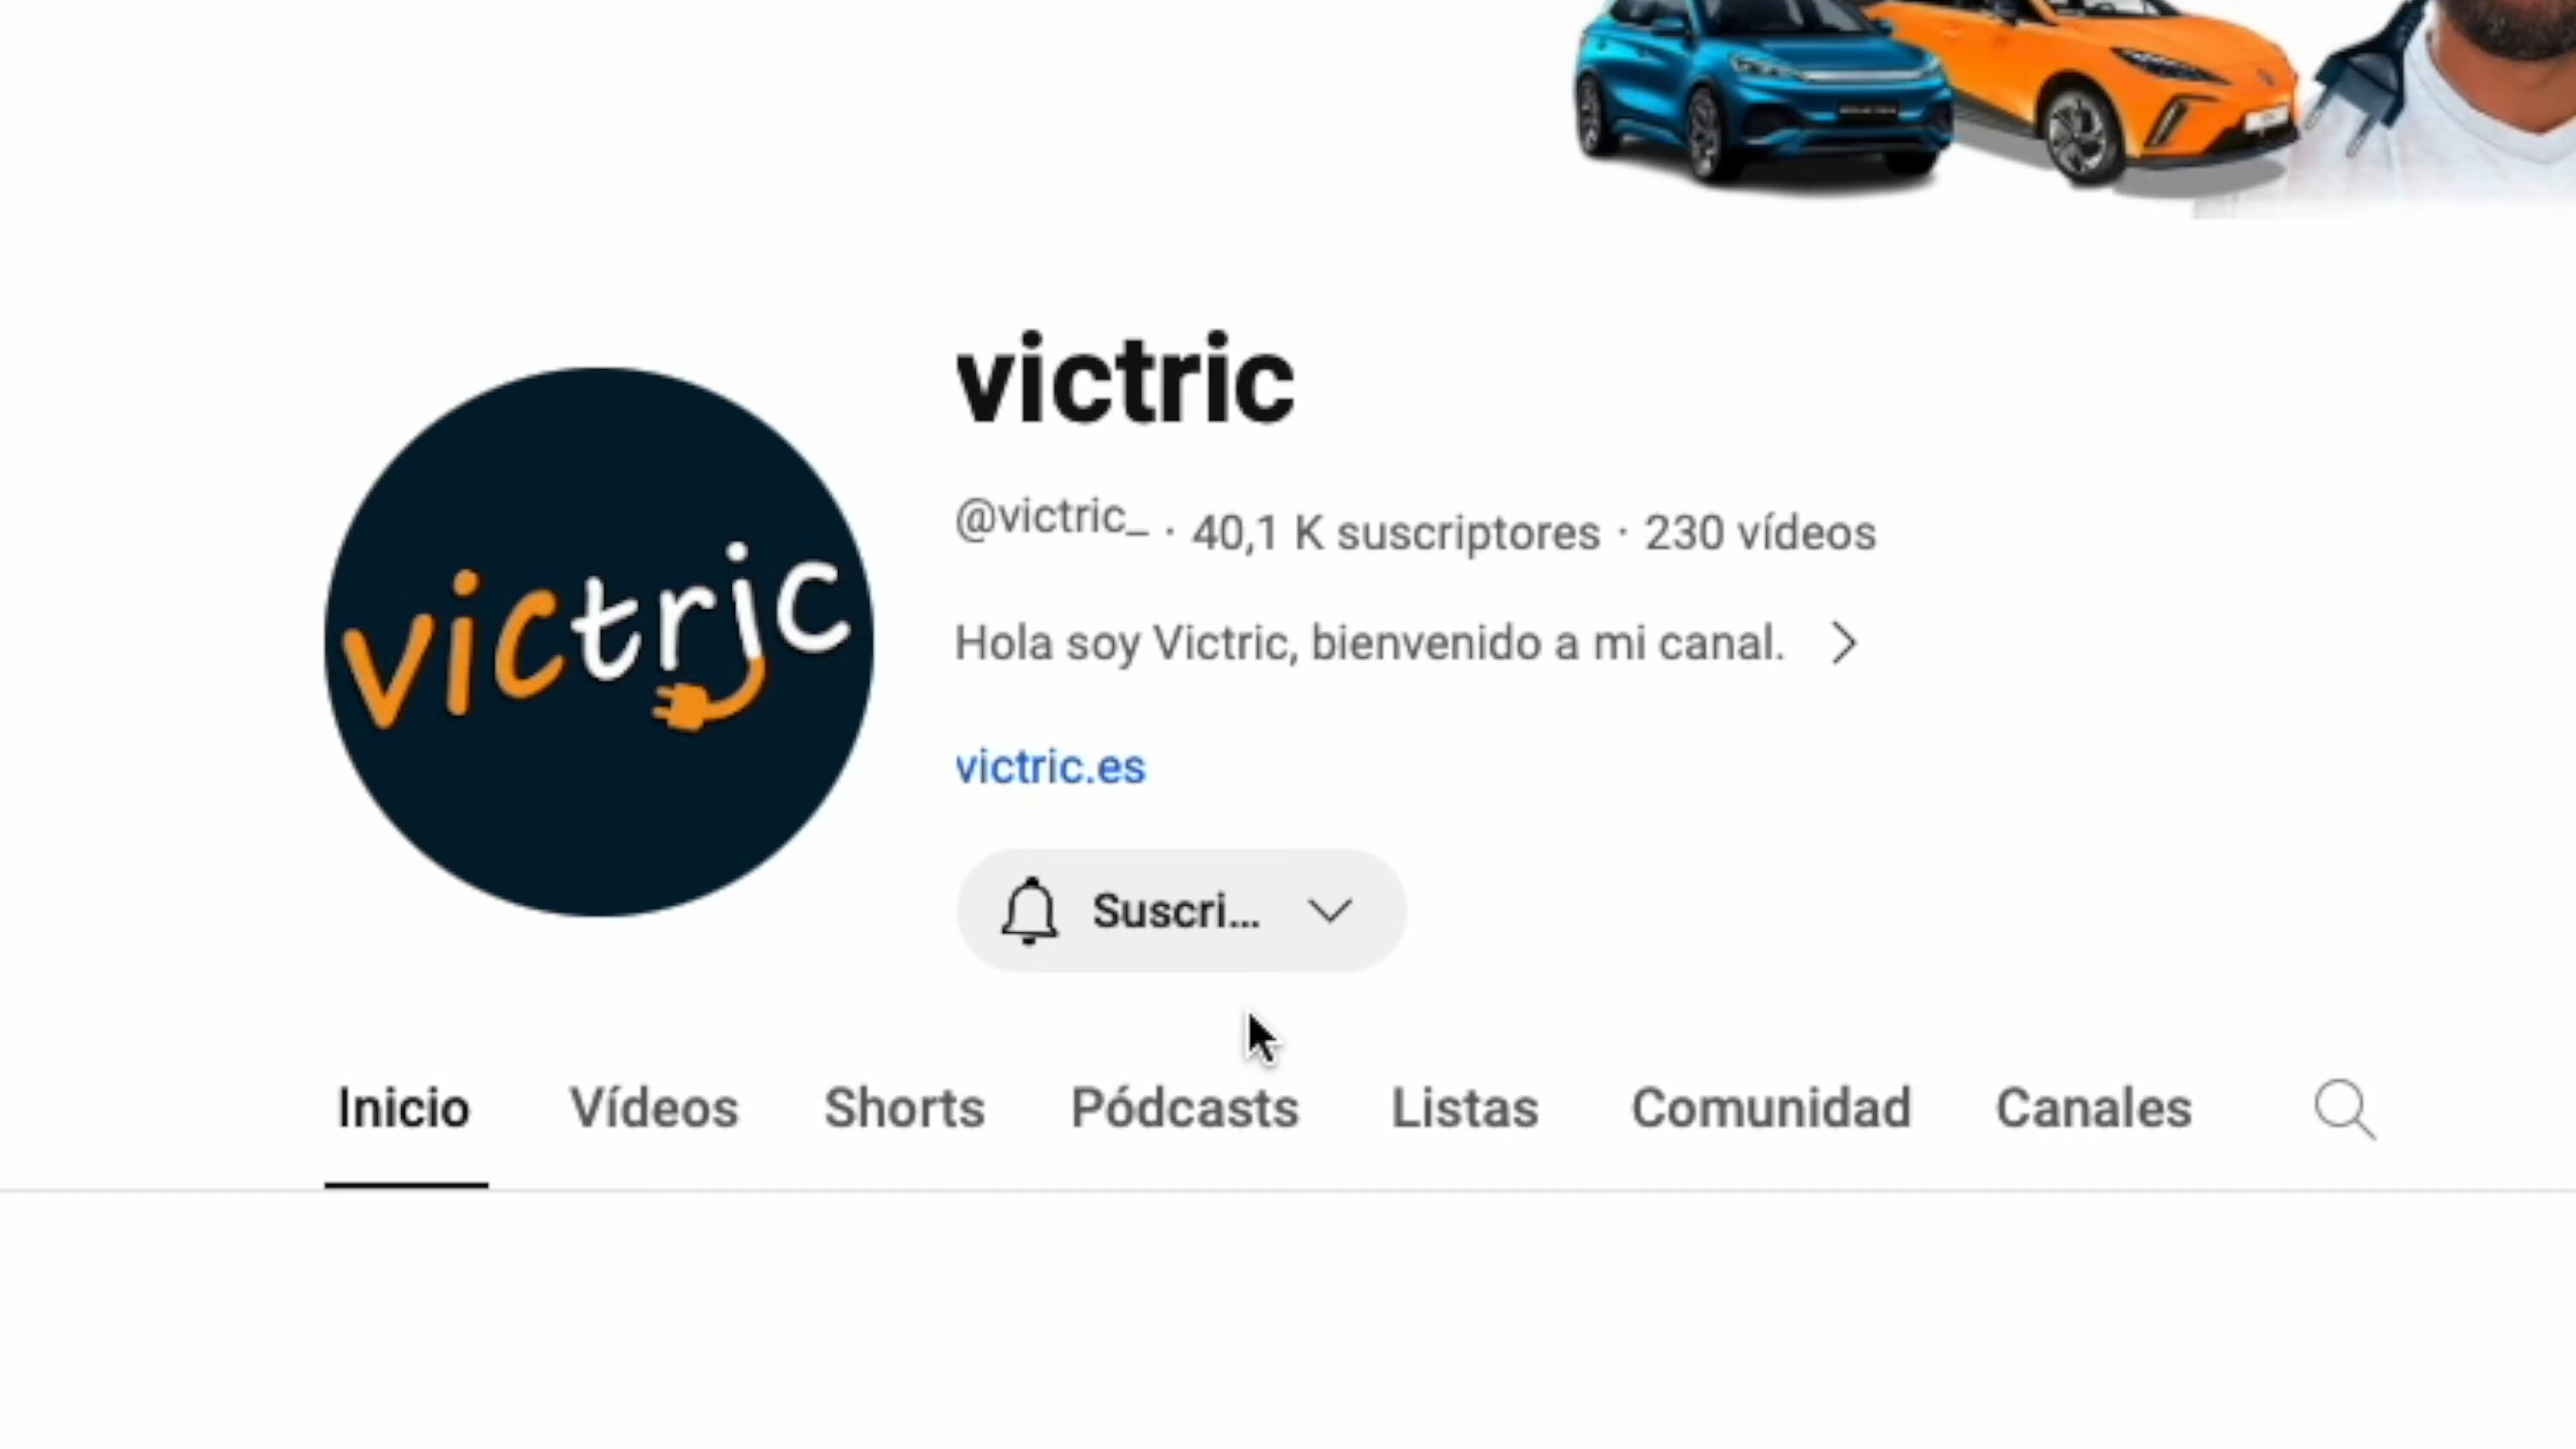 victric
@victric_ · 40,1 K suscriptores · 230 vídeos
victric
Hola soy Victric, bienvenido a mi canal.
victric.es
Suscri...
Inicio Vídeos Shorts Pódcasts Listas Comunidad Canales